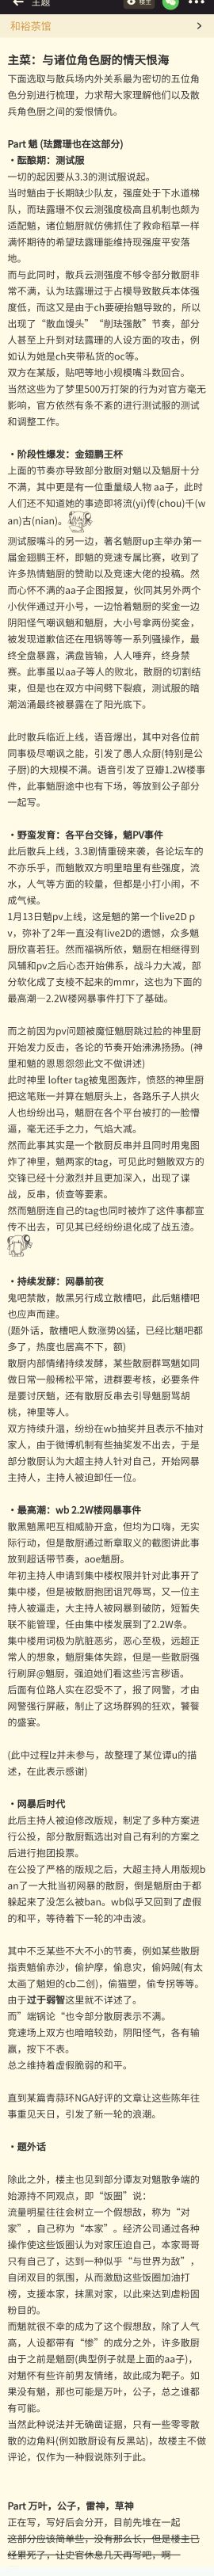 主题
楼主
和裕茶馆
主菜：与诸位角色厨的情天恨海
下面选取与散兵场内外关系最为密切的五位角
色分别进行梳理，力求帮大家理解他们以及散
兵角色厨之间的爱恨情仇。
Part 魈 (珐露珊也在这部分)
・酝酿期：测试服
一切的起因要从3.3的测试服说起。
当时魈由于长期缺少队友，强度处于下水道梯
队，而珐露珊不仅云测强度极高且机制也颇为
适配魈，诸位魈厨就仿佛抓住了救命稻草一样
满怀期待的希望珐露珊能维持现强度平安落
地。
而与此同时，散兵云测强度不够令部分散厨非
常不满，认为珐露珊过于占模导致散兵本体强
度低，而这又是由于ch要硬抬魈导致的，所以
出现了“散血馒头”“削珐强散”节奏，部分
人甚至上升到对珐露珊的人设方面的攻击，例
如认为她是ch夹带私货的oc等。
双方在某版，贴吧等地小规模嘴斗数回合。
当然这些为了梦里500万打架的行为对官方毫无
影响，官方依然有条不紊的进行测试服的测试
和调整工作。
・阶段性爆发：金翅鹏王杯
上面的节奏亦导致部分散厨对魈以及魈厨十分
不满，其中更是有一位重量级人物 aa子，此时
人们还不知道她的事迹即将流(yi)传(chou)千(w
an)古(nian)。
测试服嘴斗的另一边，著名魈厨up主举办第一
届金翅鹏王杯，即魈的竞速专属比赛，收到了
许多热情魈厨的赞助以及竞速大佬的投稿。然
而心怀不满的aa子企图报复，伙同其另外两个
小伙伴通过开小号，一边恰着魈厨的奖金一边
阴阳怪气嘲讽魈和魈厨，大小号拿两份奖金，
被发现道歉信还在甩锅等等一系列骚操作，最
终全盘暴露，满盘皆输，人人唾弃，终身禁
赛。此事虽以aa子等人的败北，散厨的切割结
束，但是也在双方中间劈下裂痕，测试服的暗
潮汹涌最终被暴露在了阳光底下。
此时散兵临近上线，语音爆出，其中对各位前
同事极尽嘲讽之能，引发了愚人众厨(特别是公
子厨)的大规模不满。语音引发了豆瓣1.2W楼事
件，此事魈厨途中也有下场，等放到公子部分
一起写。
・野蛮发育：各平台交锋，魈PV事件
此后散兵上线，3.3剧情重磅来袭，各论坛车的
不亦乐乎，而魈散双方明里暗里有些强度，流
水，人气等方面的较量，但都是小打小闹，不
成气候。
1月13日魈pv上线，这是魈的第一个live2D p
v，弥补了2年一直没有live2D的遗憾，众多魈
厨欣喜若狂。然而福祸所依，魈厨在相继得到
风辅和pv之后心态开始佛系，战斗力大减，部
分软化成了支棱不起来的mmr，这也为下面的
最高潮—2.2W楼网暴事件打下了基础。
而之前因为pv问题被魔怔魈厨跳过脸的神里厨
开始发力反击，各论的节奏开始沸沸扬扬。(神
里和魈的恩恩怨怨此文不做讲述)
此时神里 lofter tag被鬼图轰炸，愤怒的神里厨
把这笔账一并算在魈厨头上，各路乐子人拱火
人也纷纷出马，魈厨在各个平台被打的一脸懵
逼，毫无还手之力，气焰大减。
然而此事其实是一个散厨反串并且同时用鬼图
炸了神里，魈两家的tag，可见此时魈散双方的
交锋已经十分激烈并且更加深入，出现了谍
战，反串，侦查等要素。
然而魈厨连自己的tag也同时被炸了这件事都宣
传不出去，可见其已经纷纷退化成了战五渣。
・持续发酵：网暴前夜
鬼吧禁散，散黑另行成立散槽吧，此后魈槽吧
也应声而建。
(题外话，散槽吧人数涨势凶猛，已经比魈吧都
多了，热度也居高不下，额)
散厨内部情绪持续发酵，某些散厨群骂魈如同
做日常一般稀松平常，进群要考核，必要条件
是要讨厌魈，还有散厨反串去引导魈厨骂胡
桃，神里等人。
双方持续升温，纷纷在wb抽奖并且表示不抽对
家人，由于微博机制有些抽奖发不出去，于是
部分散厨认为大超主持人针对自己，开始网暴
主持人，主持人被迫卸任一位。
・最高潮：wb 2.2W楼网暴事件
散黑魈黑吧互相威胁开盒，但均为口嗨，无实
际行动，但是散厨通过断章取义的截图讲此事
放到超话带节奏，aoe魈厨。
年初主持人申请到集中楼权限并针对此事开了
集中楼，但是被散厨抱团诅咒辱骂，又一位主
持人被逼走，大主持人被网暴到破防，短暂失
联不能管理，任由集中楼发展到了2.2W条。
集中楼用词极为肮脏恶劣，恶心至极，远超正
常人的想象，魈厨集体失踪，但是一些散厨强
行刷屏@魈厨，强迫她们看这些污言秽语。
后面有位路人实在忍受不了，报了网警，才由
网警强行屏蔽，制止了这场群鸦的狂欢，饕餮
的盛宴。
(此中过程lz并未参与，故整理了某位谭u的描
述，在此表示感谢)
・网暴后时代
此后主持人被迫修改版规，制定了多种方案进
行公投，部分散厨甄选出对自己有利的方案之
后进行抱团投票。
在公投了严格的版规之后，大超主持人用版规b
an了一大批当初网暴的散厨，倒是魈厨由于都
躲起来了没怎么被ban。wb似乎又回到了虚假
的和平，等待着下一轮的冲击波。
其中不乏某些不大不小的节奏，例如某些散厨
指责魈偷赤沙，偷护摩，偷息灾，偷妈贼(有太
太画了魈妲的cb二创)，偷猫塑，偷专拐等等。
由于过于弱智这里就不详述了。
而”端锅论“也令部分散厨表示不满。
竞速场上双方也暗暗较劲，阴阳怪气，各有输
赢，按下不表。
总之维持着虚假脆弱的和平。
直到某篇青蒜环NGA好评的文章让这些陈年往
事重见天日，引发了新一轮的浪潮。
・题外话
除此之外，楼主也见到部分谭友对魈散争端的
始源持不同观点，即“饭圈”说：
流量明星往往会树立一个假想敌，称为“对
家”，自己称为“本家”。经济公司通过各种
操作使这些饭圈认为对家压迫自己，本家哥哥
只有自己了，达到一种似乎“与世界为敌”，
自闭双目的氛围，从而激励这些饭圈加油打
榜，支援本家，抹黑对家，以此来达到虐粉固
粉目的。
而魈就很不幸的成为了这个假想敌，除了人气
高，人设都带有“惨”的成分之外，许多散厨
由于之前是魈厨(典型例子就是上面的aa子)，
对魈怀有些许前男友情绪，故此成为靶子。如
果没有魈，那也可能是万叶，公子，总之谁都
有可能。
当然此种说法并无确凿证据，只有一些零零散
散的边角料(例如散厨设有反黑站)，故楼主不做
评论，仅作为一种假说陈列于此。
Part 万叶，公子，雷神，草神
正在写，写好后会分开，目前先堆在一起
这部分应该简单些，没有那么长，但是楼主已
经累死了，让史官休息几天再写吧，啊一